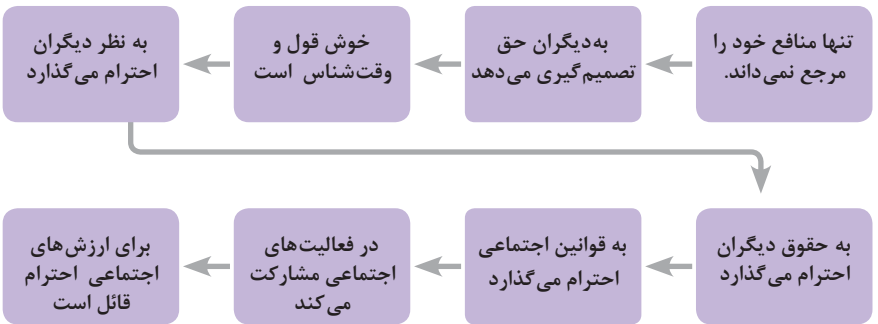 تنها منافع خود را
مرجع نمی‌داند.
به‌دیگران حق
تصمیم‌گیری می‌دهد
خوش قول و
وقت‌شناس است
به نظر دیگران
احترام می‌گذارد
به حقوق دیگران
احترام می‌گذارد
به قوانین اجتماعی
احترام می‌گذارد
در فعالیت‌های
اجتماعی مشارکت
می‌کند
برای ارزش‌های
اجتماعی احترام
قائل است